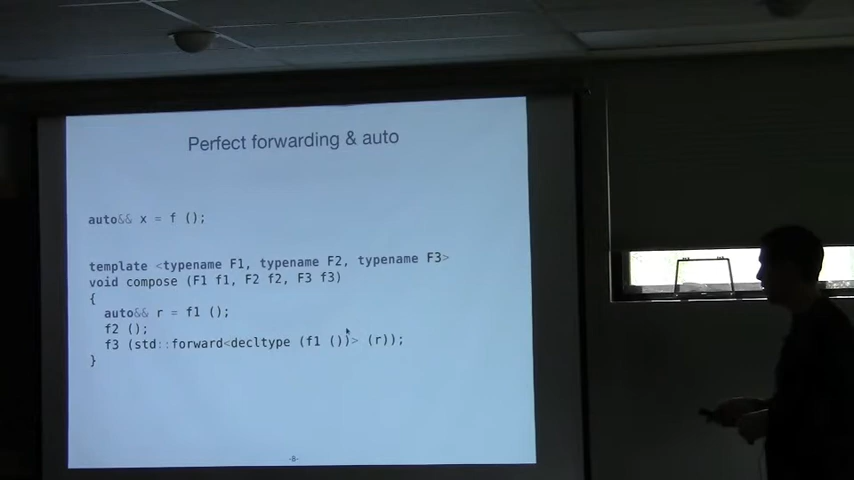 Perfect forwarding & auto
auto&& x = f ();
template <typename F1, typename F2, typename F3>
void compose (F1 f1, F2 f2, F3 f3)
{
auto&& r = f1 ();
f2 ();
f3 (std::forward<decltype (f1 ())> (r));
}
-8-